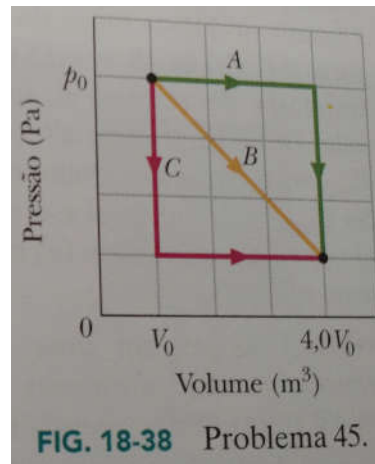 p₀
A
B
C
Pressão (Pa)
0
V₀
4,0V₀
Volume (m³)
FIG. 18-38 Problema 45.